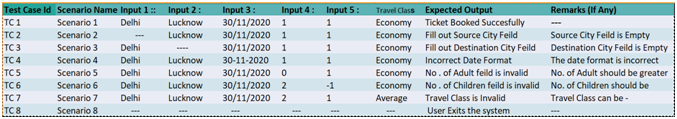 Test Case Id Scenario Name Input 1 :: Input 2 : Input 3 : Input 4 : Input 5 : Travel Class Expected Output Remarks (If Any)
TC 1 Scenario 1 Delhi Lucknow 30/11/2020 1 1 Economy Ticket Booked Succesfully ---
TC 2 Scenario 2 --- Lucknow 30/11/2020 1 1 Economy Fill out Source City Feild Source City Feild is Empty
TC 3 Scenario 3 Delhi ---- 30/11/2020 1 1 Economy Fill out Destination City Feild Destination City Feild is Empty
TC 4 Scenario 4 Delhi Lucknow 30-11-2020 1 1 Economy Incorrect Date Format The date format is incorrect
TC 5 Scenario 5 Delhi Lucknow 30/11/2020 0 1 Economy No . of Adult feild is invalid No. of Adult should be greater
TC 6 Scenario 6 Delhi Lucknow 30/11/2020 2 -1 Economy No . of Children feild is invalid No. of Children should be
TC 7 Scenario 7 Delhi Lucknow 30/11/2020 2 1 Average Travel Class is Invalid Travel Class can be -
TC 8 Scenario 8 --- --- --- --- --- --- User Exits the system ---